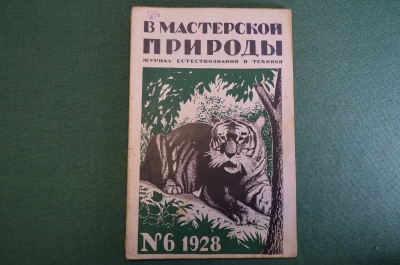 В МАСТЕРСКОЙ
ПРИРОДЫ
ЖУРНАЛ ЕСТЕСТВОЗНАНИЯ И ТЕХНИКИ
№6 1928